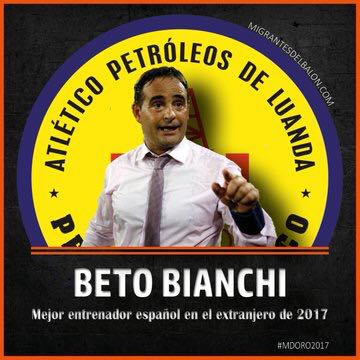 MIGRANTESDELBALON.COM
ATLÉTICO PETRÓLEOS DE LUANDA
BETO BIANCHI
Mejor entrenador español en el extranjero de 2017
#MDORO2017